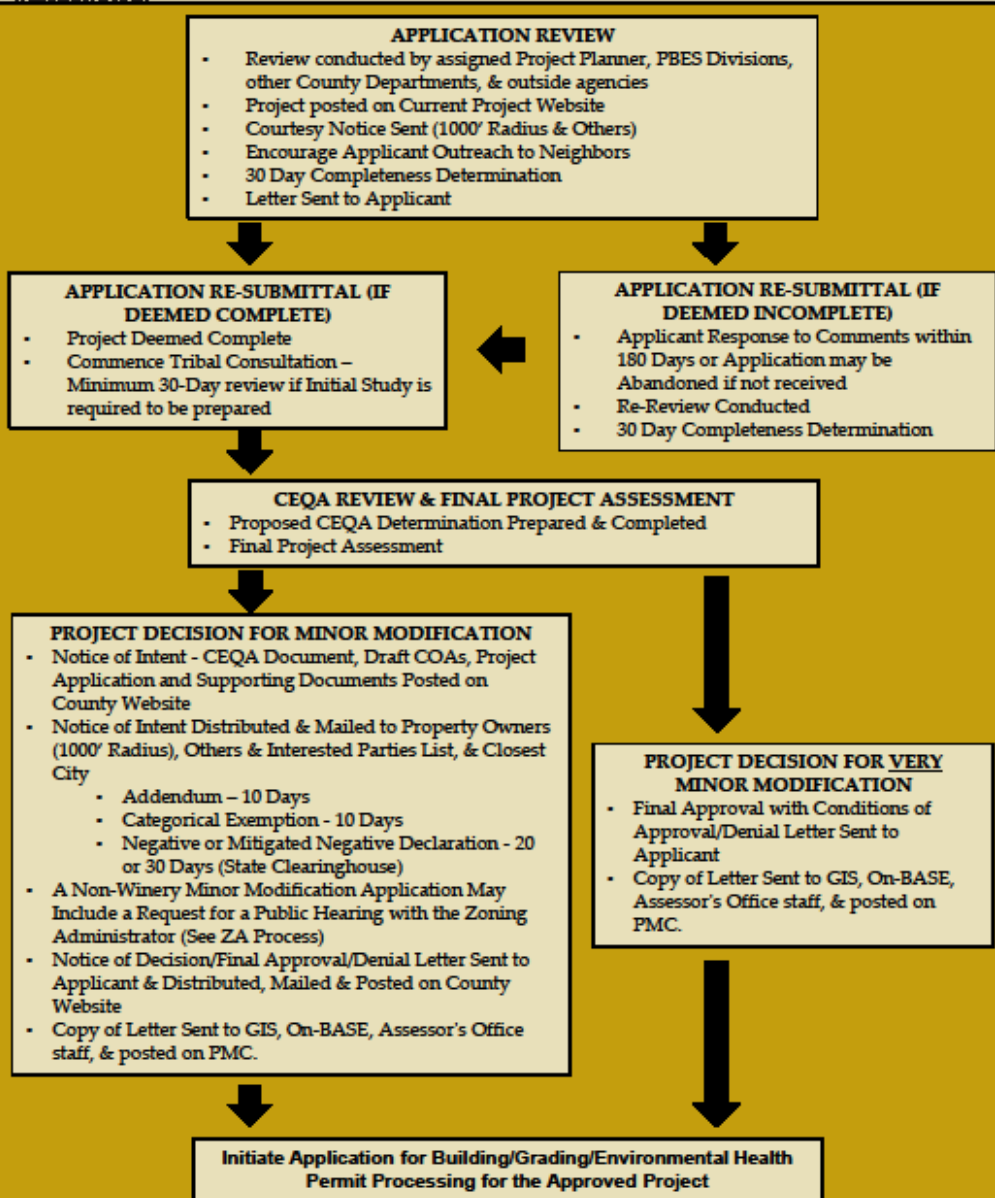 APPLICATION REVIEW
▪ Review conducted by assigned Project Planner, PBES Divisions,
other County Departments, & outside agencies
▪ Project posted on Current Project Website
▪ Courtesy Notice Sent (1000' Radius & Others)
▪ Encourage Applicant Outreach to Neighbors
▪ 30 Day Completeness Determination
▪ Letter Sent to Applicant
APPLICATION RE-SUBMITTAL (IF
DEEMED COMPLETE)
▪ Project Deemed Complete
▪ Commence Tribal Consultation –
Minimum 30-Day review if Initial Study is
required to be prepared
APPLICATION RE-SUBMITTAL (IF
DEEMED INCOMPLETE)
▪ Applicant Response to Comments within
180 Days or Application may be
Abandoned if not received
▪ Re-Review Conducted
▪ 30 Day Completeness Determination
CEQA REVIEW & FINAL PROJECT ASSESSMENT
▪ Proposed CEQA Determination Prepared & Completed
▪ Final Project Assessment
PROJECT DECISION FOR MINOR MODIFICATION
▪ Notice of Intent - CEQA Document, Draft COAs, Project
Application and Supporting Documents Posted on
County Website
▪ Notice of Intent Distributed & Mailed to Property Owners
(1000' Radius), Others & Interested Parties List, & Closest
City
▪ Addendum – 10 Days
▪ Categorical Exemption - 10 Days
▪ Negative or Mitigated Negative Declaration - 20
or 30 Days (State Clearinghouse)
▪ A Non-Winery Minor Modification Application May
Include a Request for a Public Hearing with the Zoning
Administrator (See ZA Process)
▪ Notice of Decision/Final Approval/Denial Letter Sent to
Applicant & Distributed, Mailed & Posted on County
Website
▪ Copy of Letter Sent to GIS, On-BASE, Assessor's Office
staff, & posted on PMC.
PROJECT DECISION FOR VERY
MINOR MODIFICATION
▪ Final Approval with Conditions of
Approval/Denial Letter Sent to
Applicant
▪ Copy of Letter Sent to GIS, On-BASE,
Assessor's Office staff, & posted on
PMC.
Initiate Application for Building/Grading/Environmental Health
Permit Processing for the Approved Project